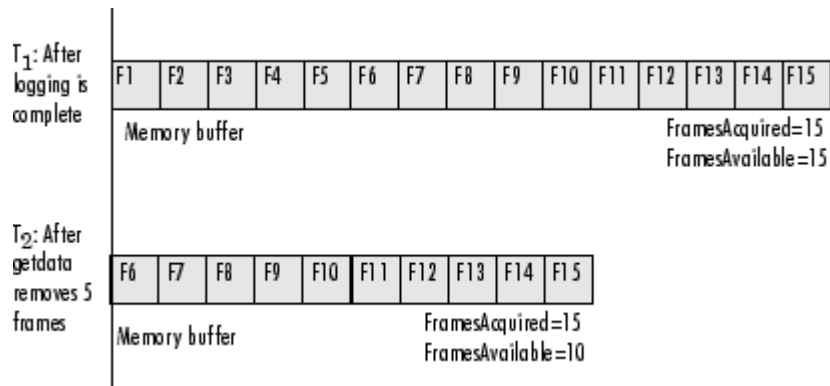 T1: After
logging is
complete
F1 F2 F3 F4 F5 F6 F7 F8 F9 F10 F11 F12 F13 F14 F15
Memory buffer
FramesAcquired=15
FramesAvailable=15
T2: After
getdata
removes 5
frames
F6 F7 F8 F9 F10 F11 F12 F13 F14 F15
Memory buffer
FramesAcquired=15
FramesAvailable=10